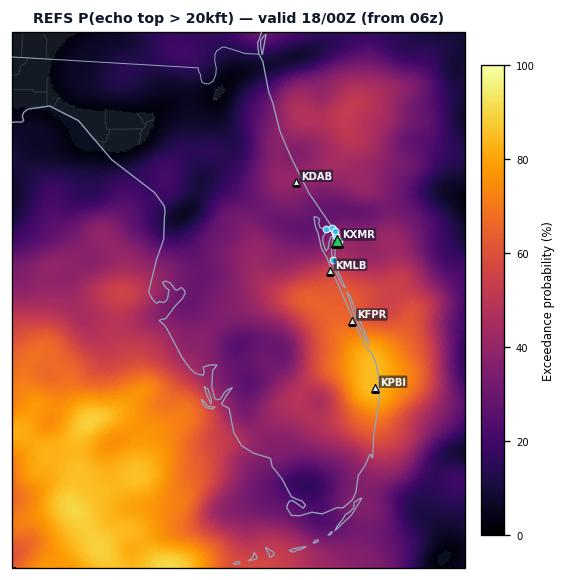 REFS P(echo top > 20kft) — valid 18/00Z (from 06z)
KDAB
KXMR
KMLB
KFPR
KPBI
100
80
60
40
20
0
Exceedance probability (%)